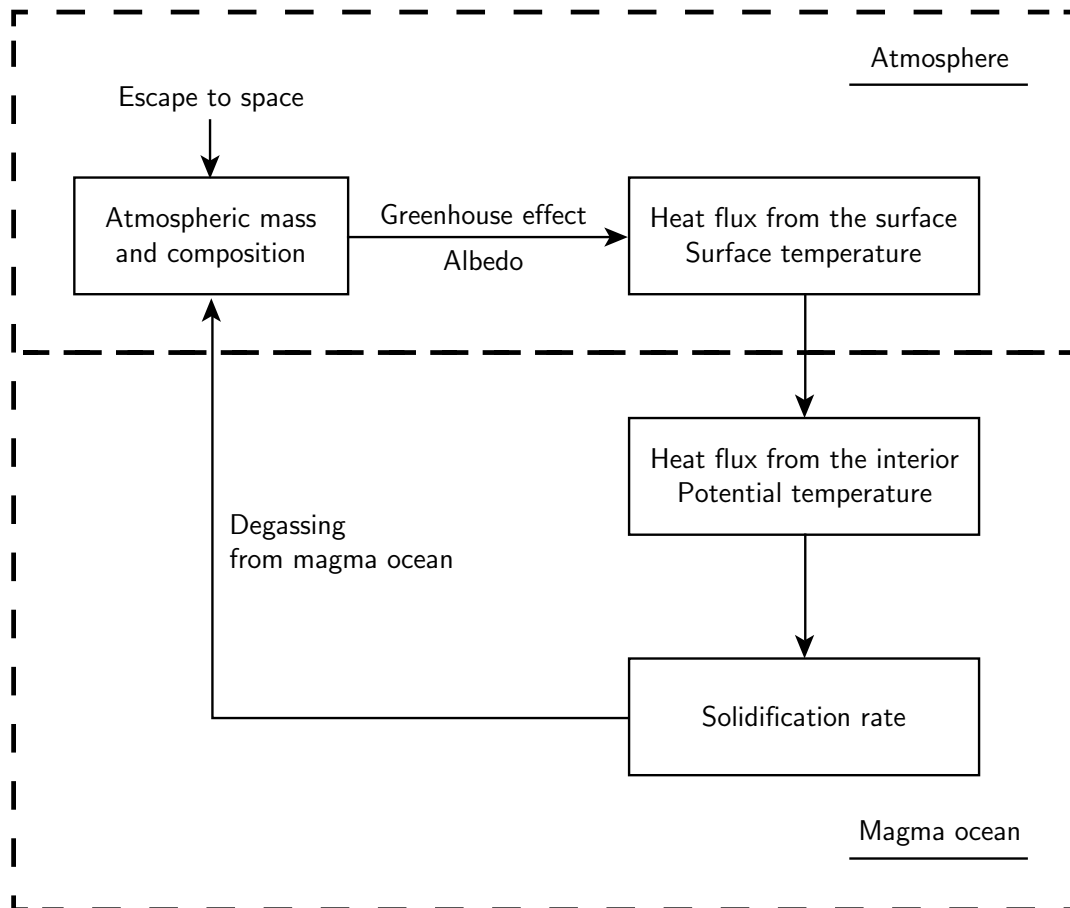 Atmosphere
Escape to space
Atmospheric mass
and composition
Greenhouse effect
Albedo
Heat flux from the surface
Surface temperature
Heat flux from the interior
Potential temperature
Degassing
from magma ocean
Solidification rate
Magma ocean